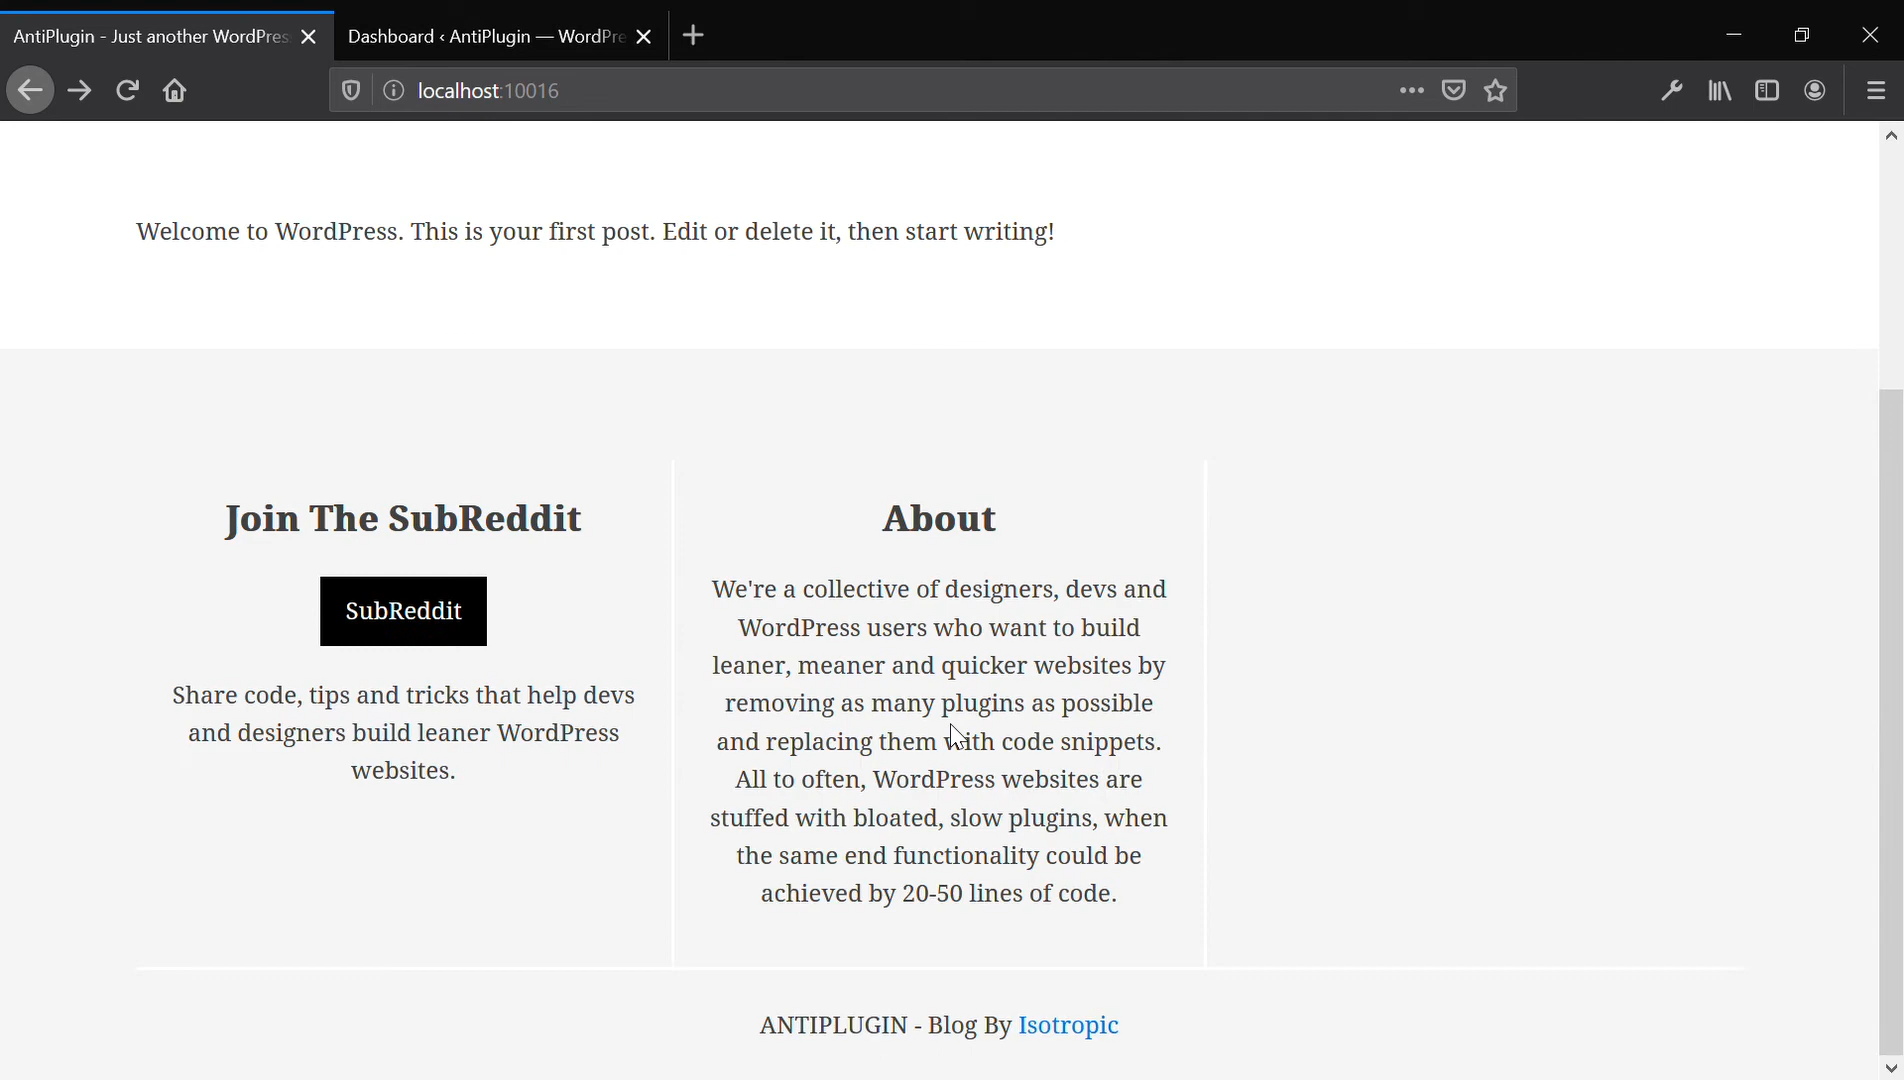 AntiPlugin - Just another WordPres
Dashboard ‹ AntiPlugin — WordPre
localhost:10016
Welcome to WordPress. This is your first post. Edit or delete it, then start writing!
Join The SubReddit
SubReddit
Share code, tips and tricks that help devs
and designers build leaner WordPress
websites.
About
We're a collective of designers, devs and
WordPress users who want to build
leaner, meaner and quicker websites by
removing as many plugins as possible
and replacing them with code snippets.
All to often, WordPress websites are
stuffed with bloated, slow plugins, when
the same end functionality could be
achieved by 20-50 lines of code.
ANTIPLUGIN - Blog By Isotropic